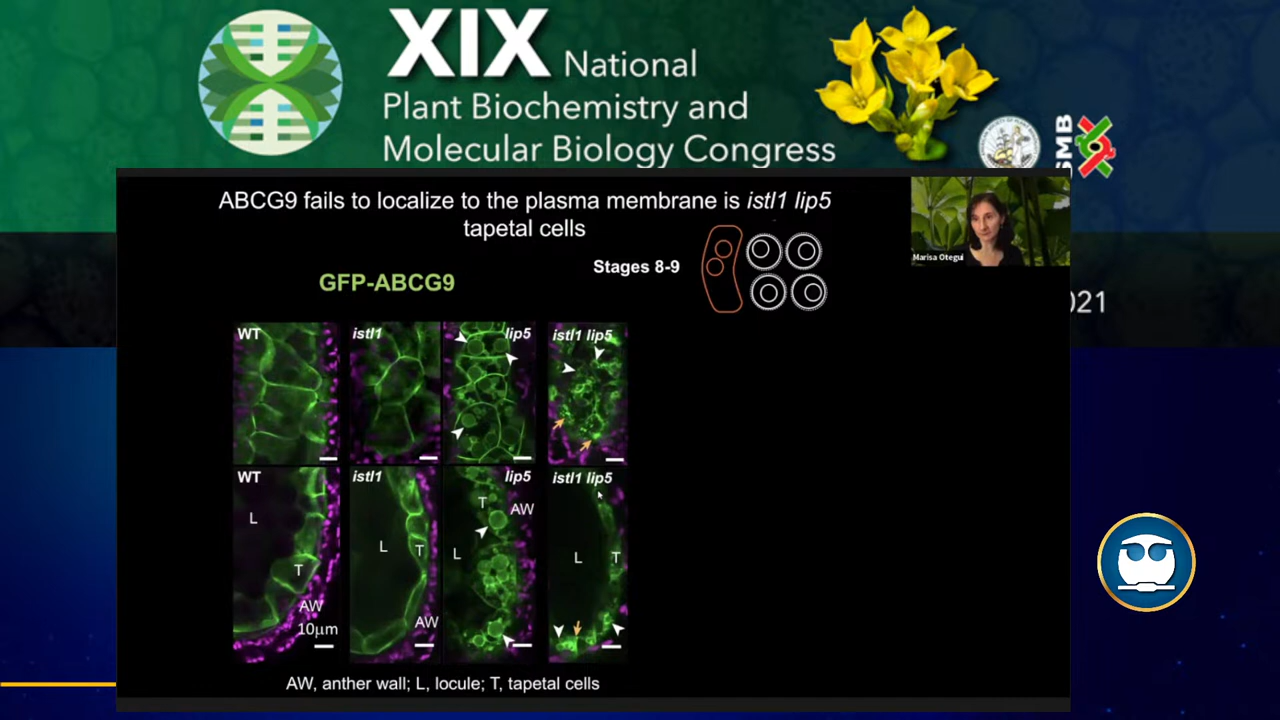 XIX National
Plant Biochemistry and
Molecular Biology Congress
SMB
ABCG9 fails to localize to the plasma membrane is istl1 lip5
tapetal cells
Marisa Otegui
Stages 8-9
GFP-ABCG9
021
WT
istl1
lip5
istl1 lip5
WT
istl1
lip5
istl1 lip5
L
T
AW
10μm
L
T
AW
T
AW
L
L
T
AW, anther wall; L, locule; T, tapetal cells